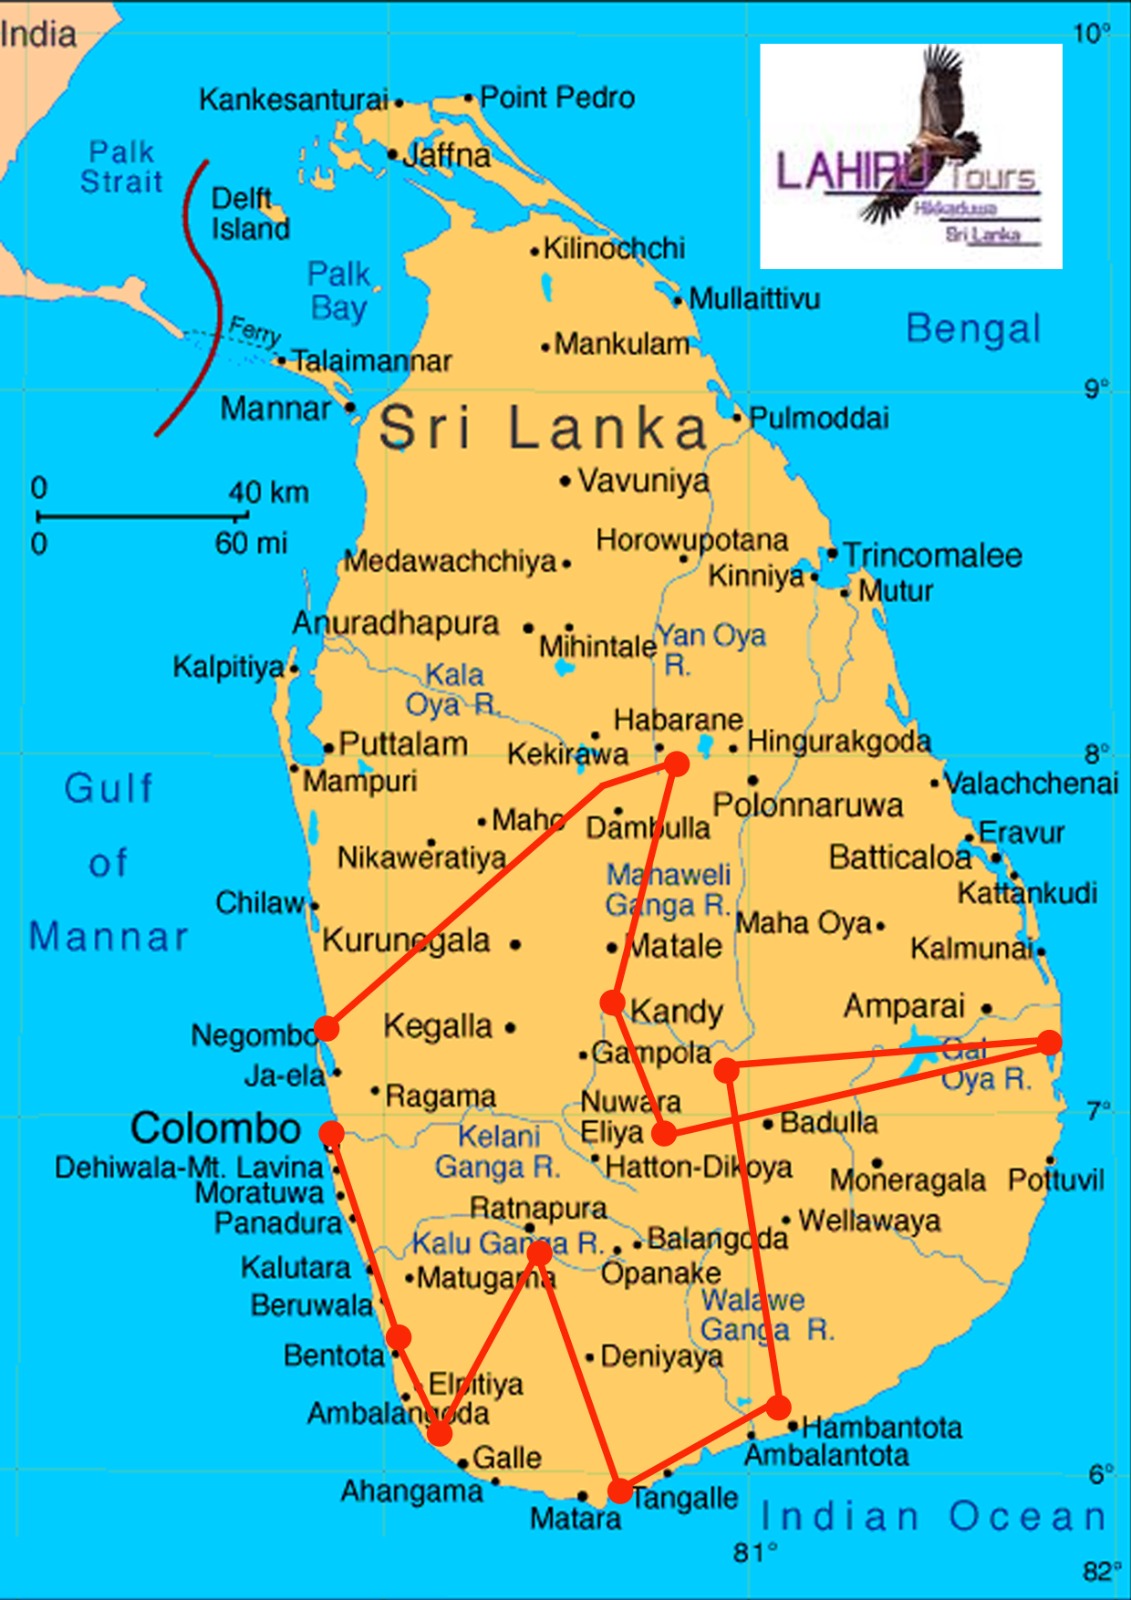 India
10°
Kankesanturai
Point Pedro
Palk
Strait
Jaffna
LAHIRU Tours
Hikkaduwa
Sri Lanka
Delft
Island
Kilinochchi
Palk
Bay
Mullaittivu
Bengal
Ferry
Mankulam
Talaimannar
9°
Mannar
Sri Lanka
Pulmoddai
Vavuniya
0
40 km
0
60 mi
Horowupotana
Medawachchiya
Trincomalee
Kinniya
Mutur
Anuradhapura
Mihintale
Yan Oya
R.
Kalpitiya
Kala
Oya R.
Habarane
Puttalam
Kekirawa
Hingurakgoda
8°
Mampuri
Valachchenai
Gulf
of
Mannar
Polonnaruwa
Maho
Dambulla
Eravur
Nikaweratiya
Batticaloa
Mahaweli
Ganga R.
Kattankudi
Chilaw
Maha Oya
Kurunegala
Matale
Kalmunai
Kandy
Amparai
Negombo
Kegalla
Gampola
Gal
Oya R.
Ja-ela
Ragama
Nuwara
Eliya
7°
Colombo
Badulla
Kelani
Ganga R.
Dehiwala-Mt. Lavina
Hatton-Dikoya
Moneragala
Pottuvil
Moratuwa
Panadura
Ratnapura
Wellawaya
Kalu Ganga R.
Balangoda
Kalutara
Matugama
Opanake
Beruwala
Walawe
Ganga R.
Bentota
Deniyaya
Elpitiya
Ambalangoda
Hambantota
Galle
Ambalantota
6°
Ahangama
Tangalle
Matara
Indian Ocean
81°
82°